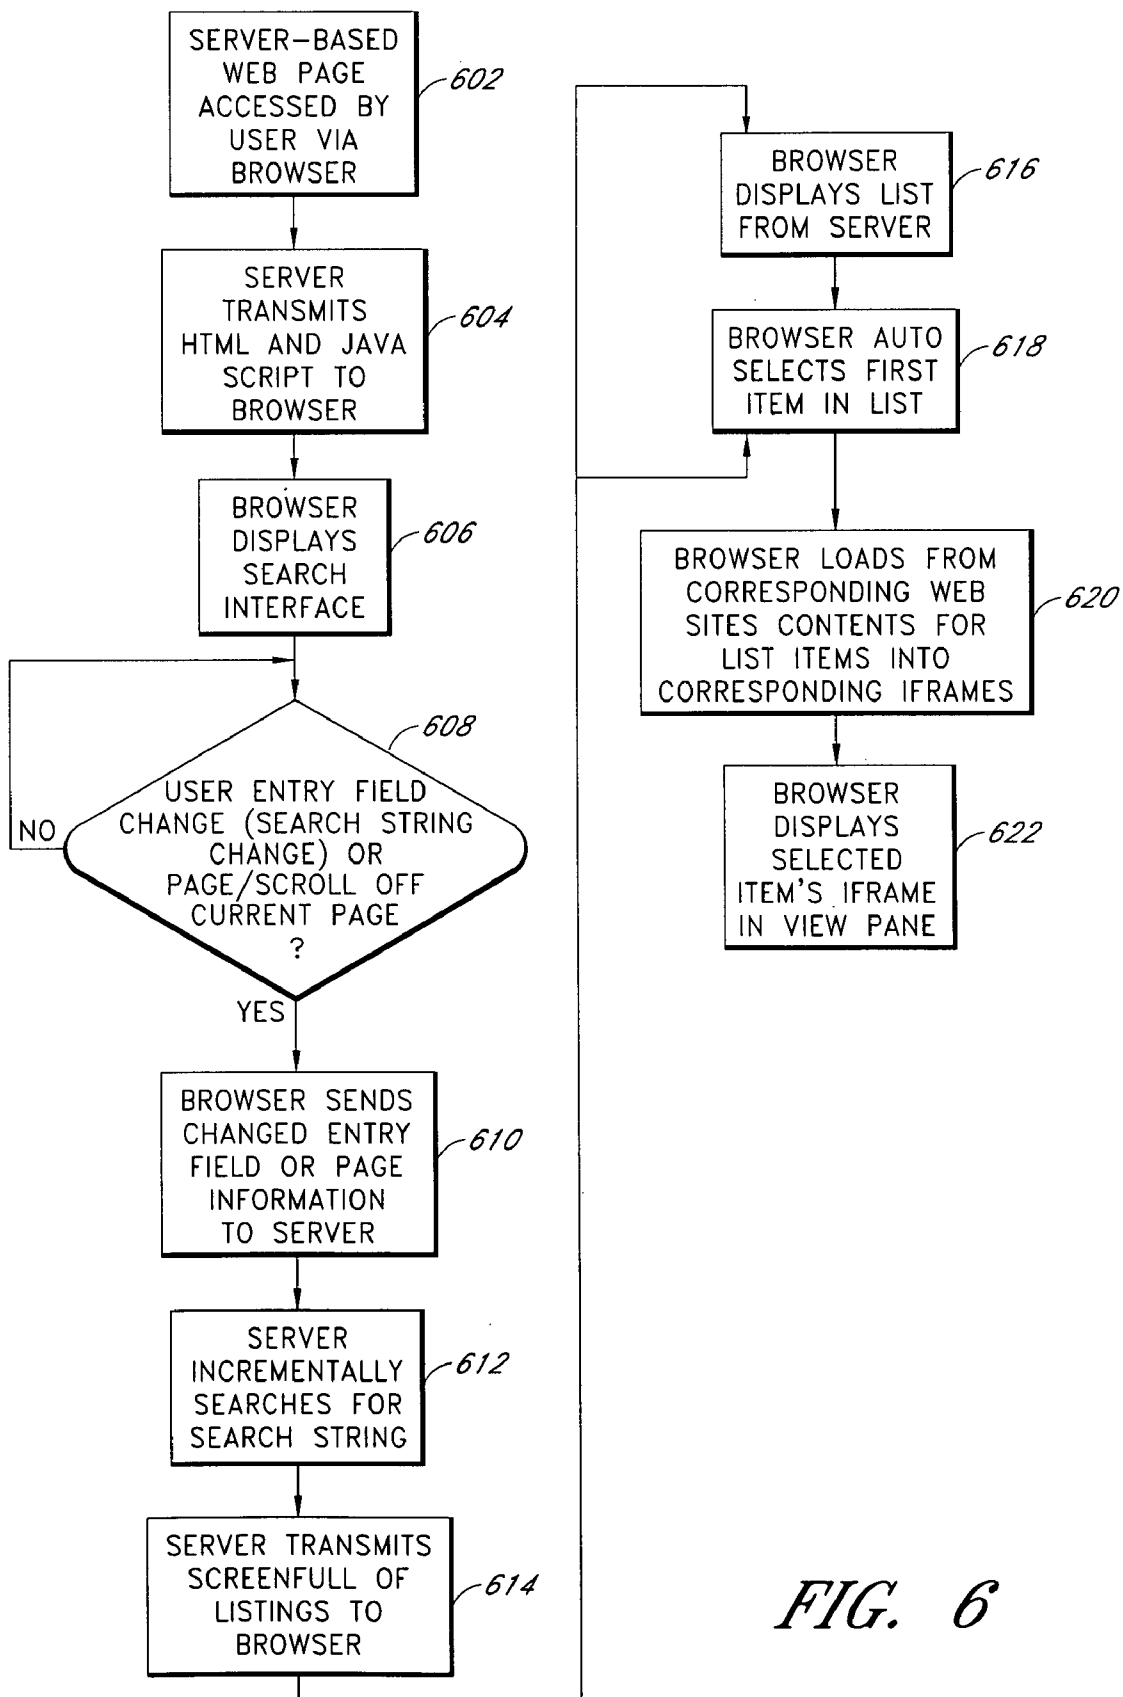 SERVER-BASED
WEB PAGE
ACCESSED BY
USER VIA
BROWSER
602
SERVER
TRANSMITS
HTML AND JAVA
SCRIPT TO
BROWSER
604
BROWSER
DISPLAYS
SEARCH
INTERFACE
606
608
USER ENTRY FIELD
CHANGE (SEARCH STRING
CHANGE) OR
PAGE/SCROLL OFF
CURRENT PAGE
?
NO
YES
BROWSER SENDS
CHANGED ENTRY
FIELD OR PAGE
INFORMATION
TO SERVER
610
SERVER
INCREMENTALLY
SEARCHES FOR
SEARCH STRING
612
SERVER TRANSMITS
SCREENFULL OF
LISTINGS TO
BROWSER
614
BROWSER
DISPLAYS LIST
FROM SERVER
616
BROWSER AUTO
SELECTS FIRST
ITEM IN LIST
618
BROWSER LOADS FROM
CORRESPONDING WEB
SITES CONTENTS FOR
LIST ITEMS INTO
CORRESPONDING IFRAMES
620
BROWSER
DISPLAYS
SELECTED
ITEM'S IFRAME
IN VIEW PANE
622
FIG. 6